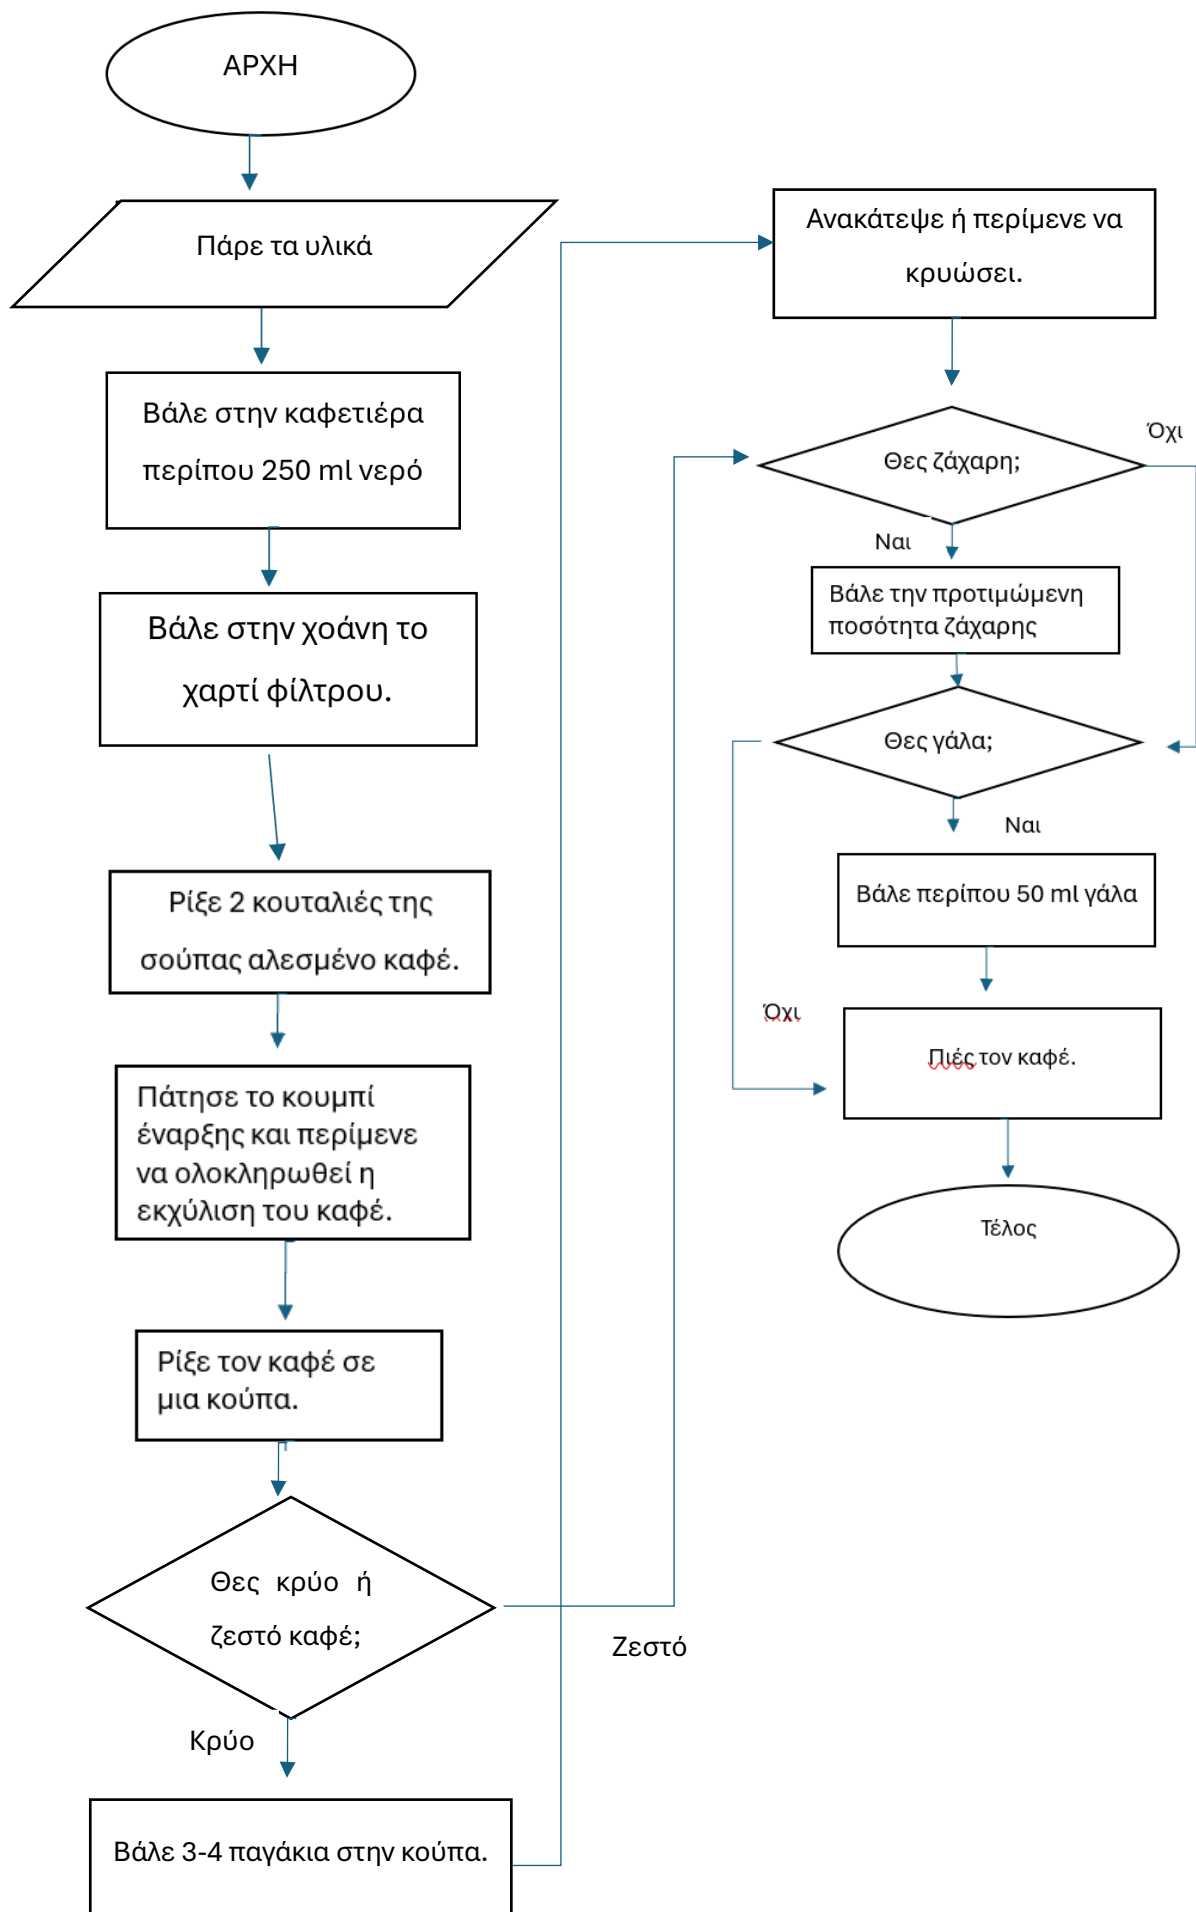 ΑΡΧΗ
Πάρε τα υλικά
Βάλε στην καφετιέρα
περίπου 250 ml νερό
Βάλε στην χοάνη το
χαρτί φίλτρου.
Ρίξε 2 κουταλιές της
σούπας αλεσμένο καφέ.
Πάτησε το κουμπί
έναρξης και περίμενε
να ολοκληρωθεί η
εκχύλιση του καφέ.
Ρίξε τον καφέ σε
μια κούπα.
Θες κρύο ή
ζεστό καφέ;
Ζεστό
Κρύο
Βάλε 3-4 παγάκια στην κούπα.
Ανακάτεψε ή περίμενε να
κρυώσει.
Θες ζάχαρη;
Όχι
Ναι
Βάλε την προτιμώμενη
ποσότητα ζάχαρης
Θες γάλα;
Ναι
Βάλε περίπου 50 ml γάλα
Όχι
Πιές τον καφέ.
Τέλος